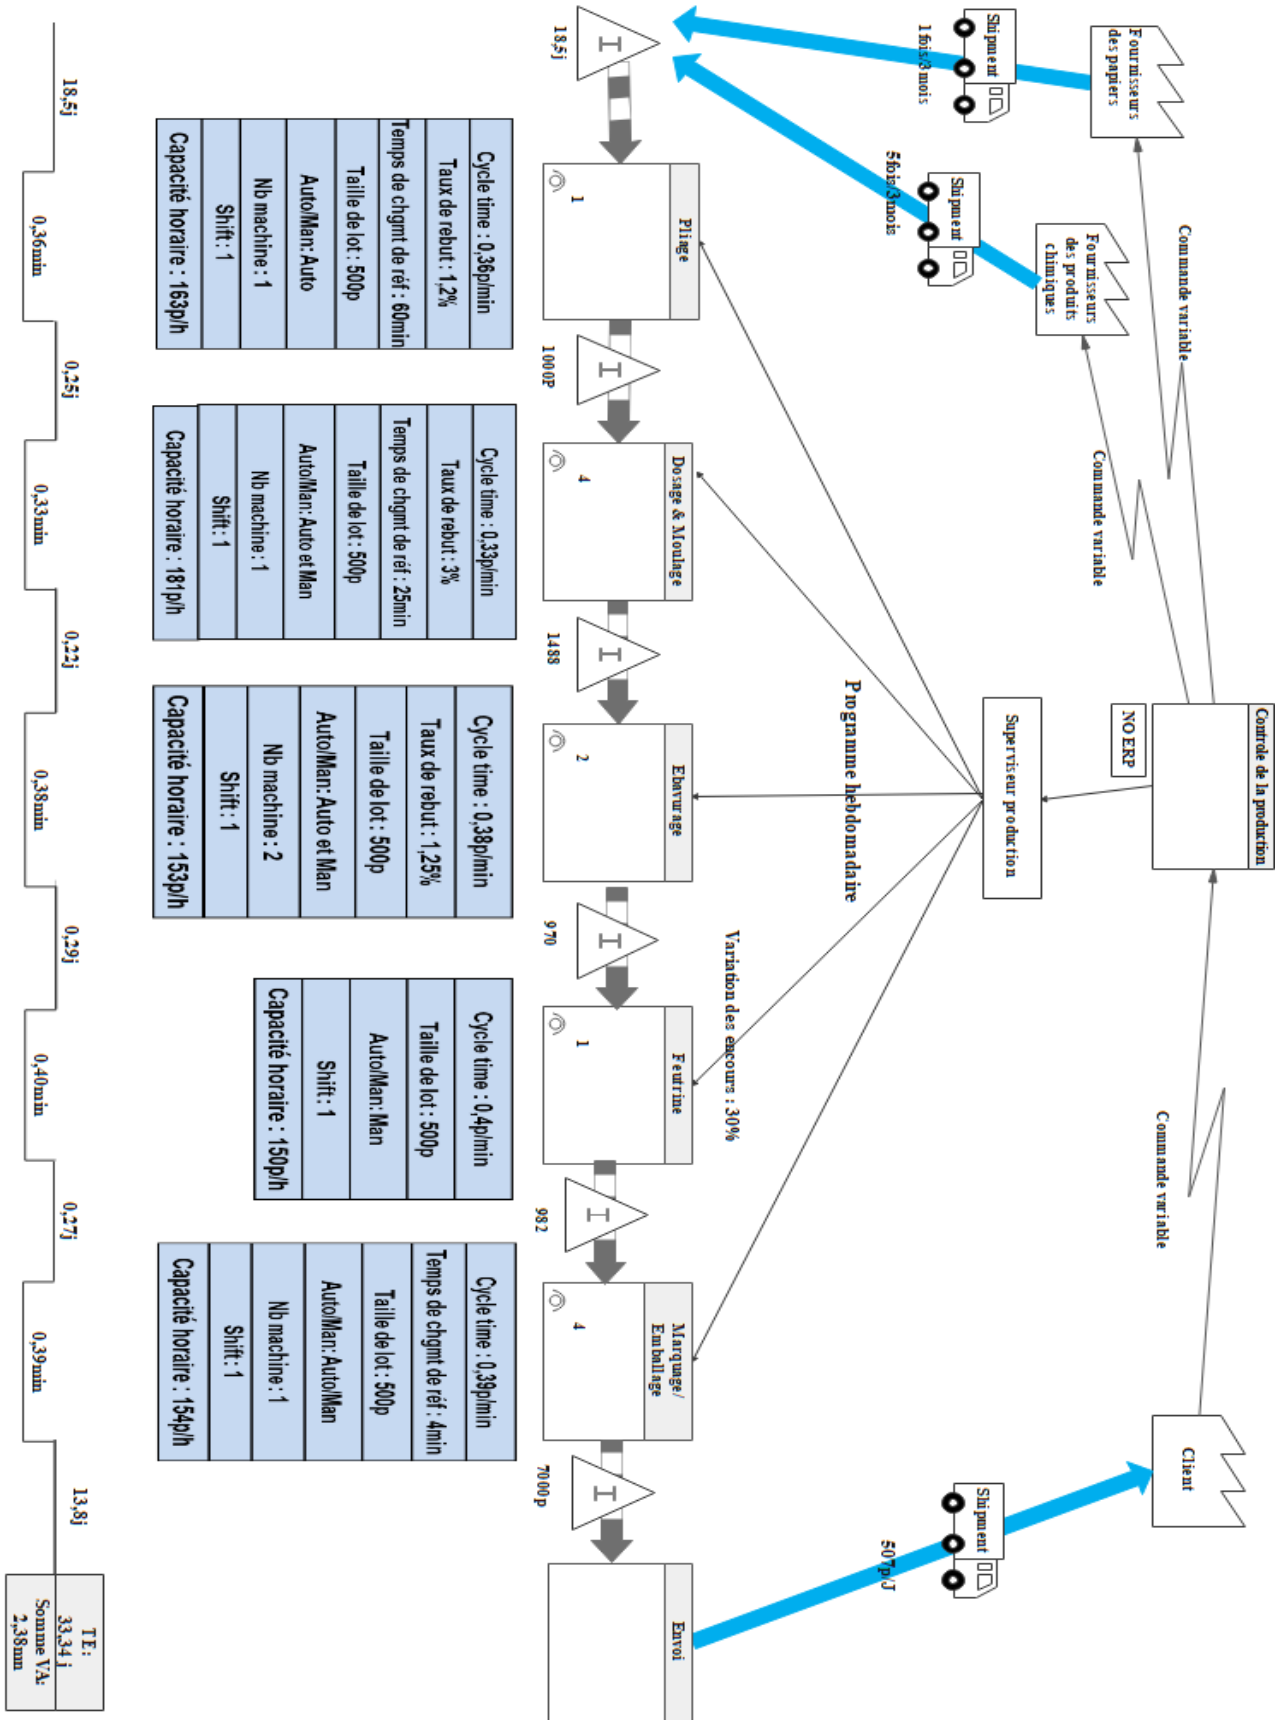 Fournisseurs
des papiers
Commande variable
Controle de la production
Commande variable
Client
NO ERP
Shipment
1 fois/3mois
Fournisseurs
des produits
chimiques
Commande variable
Superviseur production
Shipment
507p/J
Shipment
5fois/3mois
Programme hebdomadaire
Variation des encours : 30%
I
18,5j
Pliage
1
I
1000P
Dosage & Moulage
4
I
1488
Ebavurage
2
I
970
Feutrine
1
I
982
Marquage/
Emballage
4
I
7000p
Envoi
Cycle time : 0,36p/min
Taux de rebut : 1,2%
Temps de chgmt de réf : 60min
Taille de lot : 500p
Auto/Man: Auto
Nb machine : 1
Shift : 1
Capacité horaire : 163p/h
Cycle time : 0,33p/min
Taux de rebut : 3%
Temps de chgmt de réf : 25min
Taille de lot : 500p
Auto/Man: Auto et Man
Nb machine : 1
Shift : 1
Capacité horaire : 181p/h
Cycle time : 0,38p/min
Taux de rebut : 1,25%
Taille de lot : 500p
Auto/Man: Auto et Man
Nb machine : 2
Shift : 1
Capacité horaire : 153p/h
Cycle time : 0,4p/min
Taille de lot : 500p
Auto/Man: Man
Shift : 1
Capacité horaire : 150p/h
Cycle time : 0,39p/min
Temps de chgmt de réf : 4min
Taille de lot : 500p
Auto/Man: Auto/Man
Nb machine : 1
Shift : 1
Capacité horaire : 154p/h
18,5j
0,36min
0,25j
0,33min
0,22j
0,38min
0,29j
0,40min
0,27j
0,39min
13,8j
TE:
33,34 j
Somme VA:
2,38mn